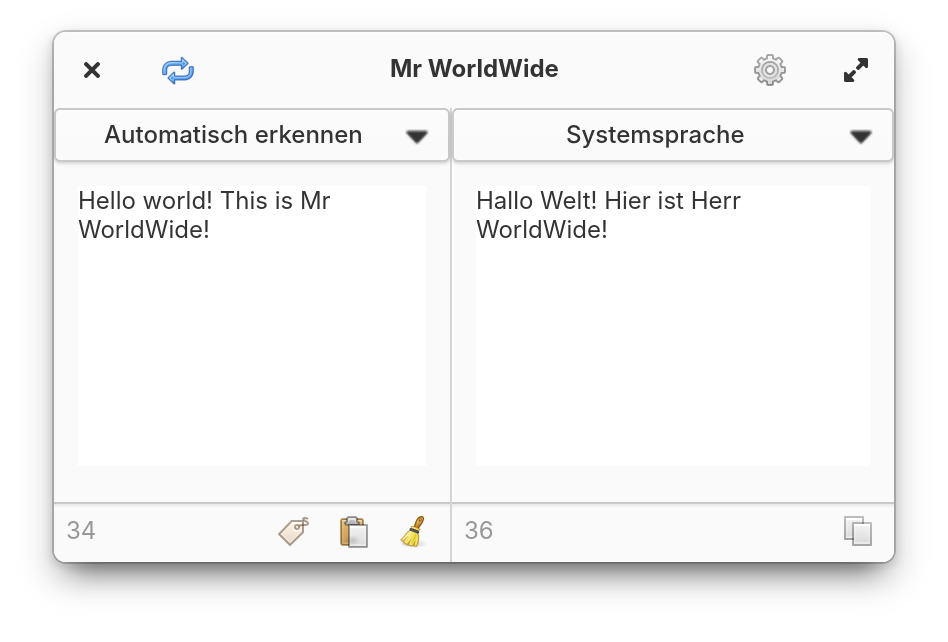 Mr WorldWide
Automatisch erkennen
Systemsprache
Hello world! This is Mr
WorldWide!
Hallo Welt! Hier ist Herr
WorldWide!
34
36